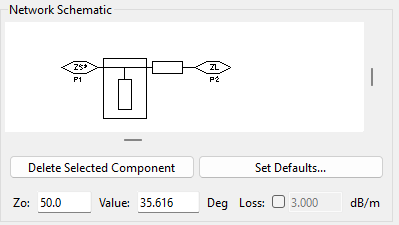 Network Schematic
ZS* ZL
P1 P2
Delete Selected Component Set Defaults...
Zo: 50.0 Value: 35.616 Deg Loss: 3.000 dB/m